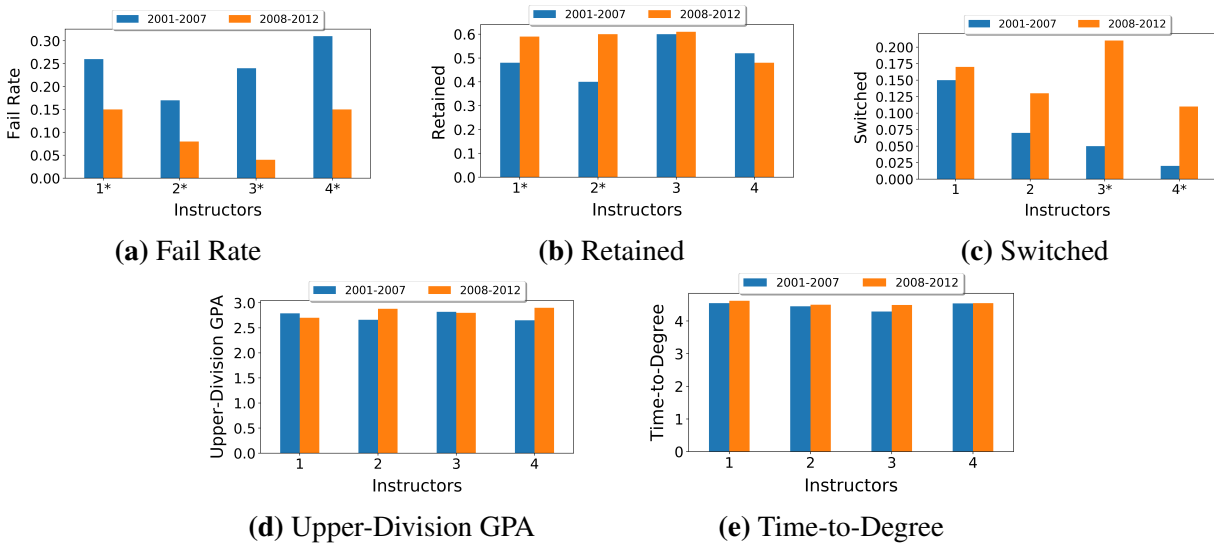 2001-2007 2008-2012
0.30
0.25
0.20
0.15
0.10
0.05
0.00
Fail Rate
1* 2* 3* 4*
Instructors
(a) Fail Rate
2001-2007 2008-2012
0.6
0.5
0.4
0.3
0.2
0.1
0.0
Retained
1* 2* 3 4
Instructors
(b) Retained
2001-2007 2008-2012
0.200
0.175
0.150
0.125
0.100
0.075
0.050
0.025
0.000
Switched
1 2 3* 4*
Instructors
(c) Switched
2001-2007 2008-2012
3.0
2.5
2.0
1.5
1.0
0.5
0.0
Upper-Division GPA
1 2 3 4
Instructors
(d) Upper-Division GPA
2001-2007 2008-2012
4
3
2
1
0
Time-to-Degree
1 2 3 4
Instructors
(e) Time-to-Degree